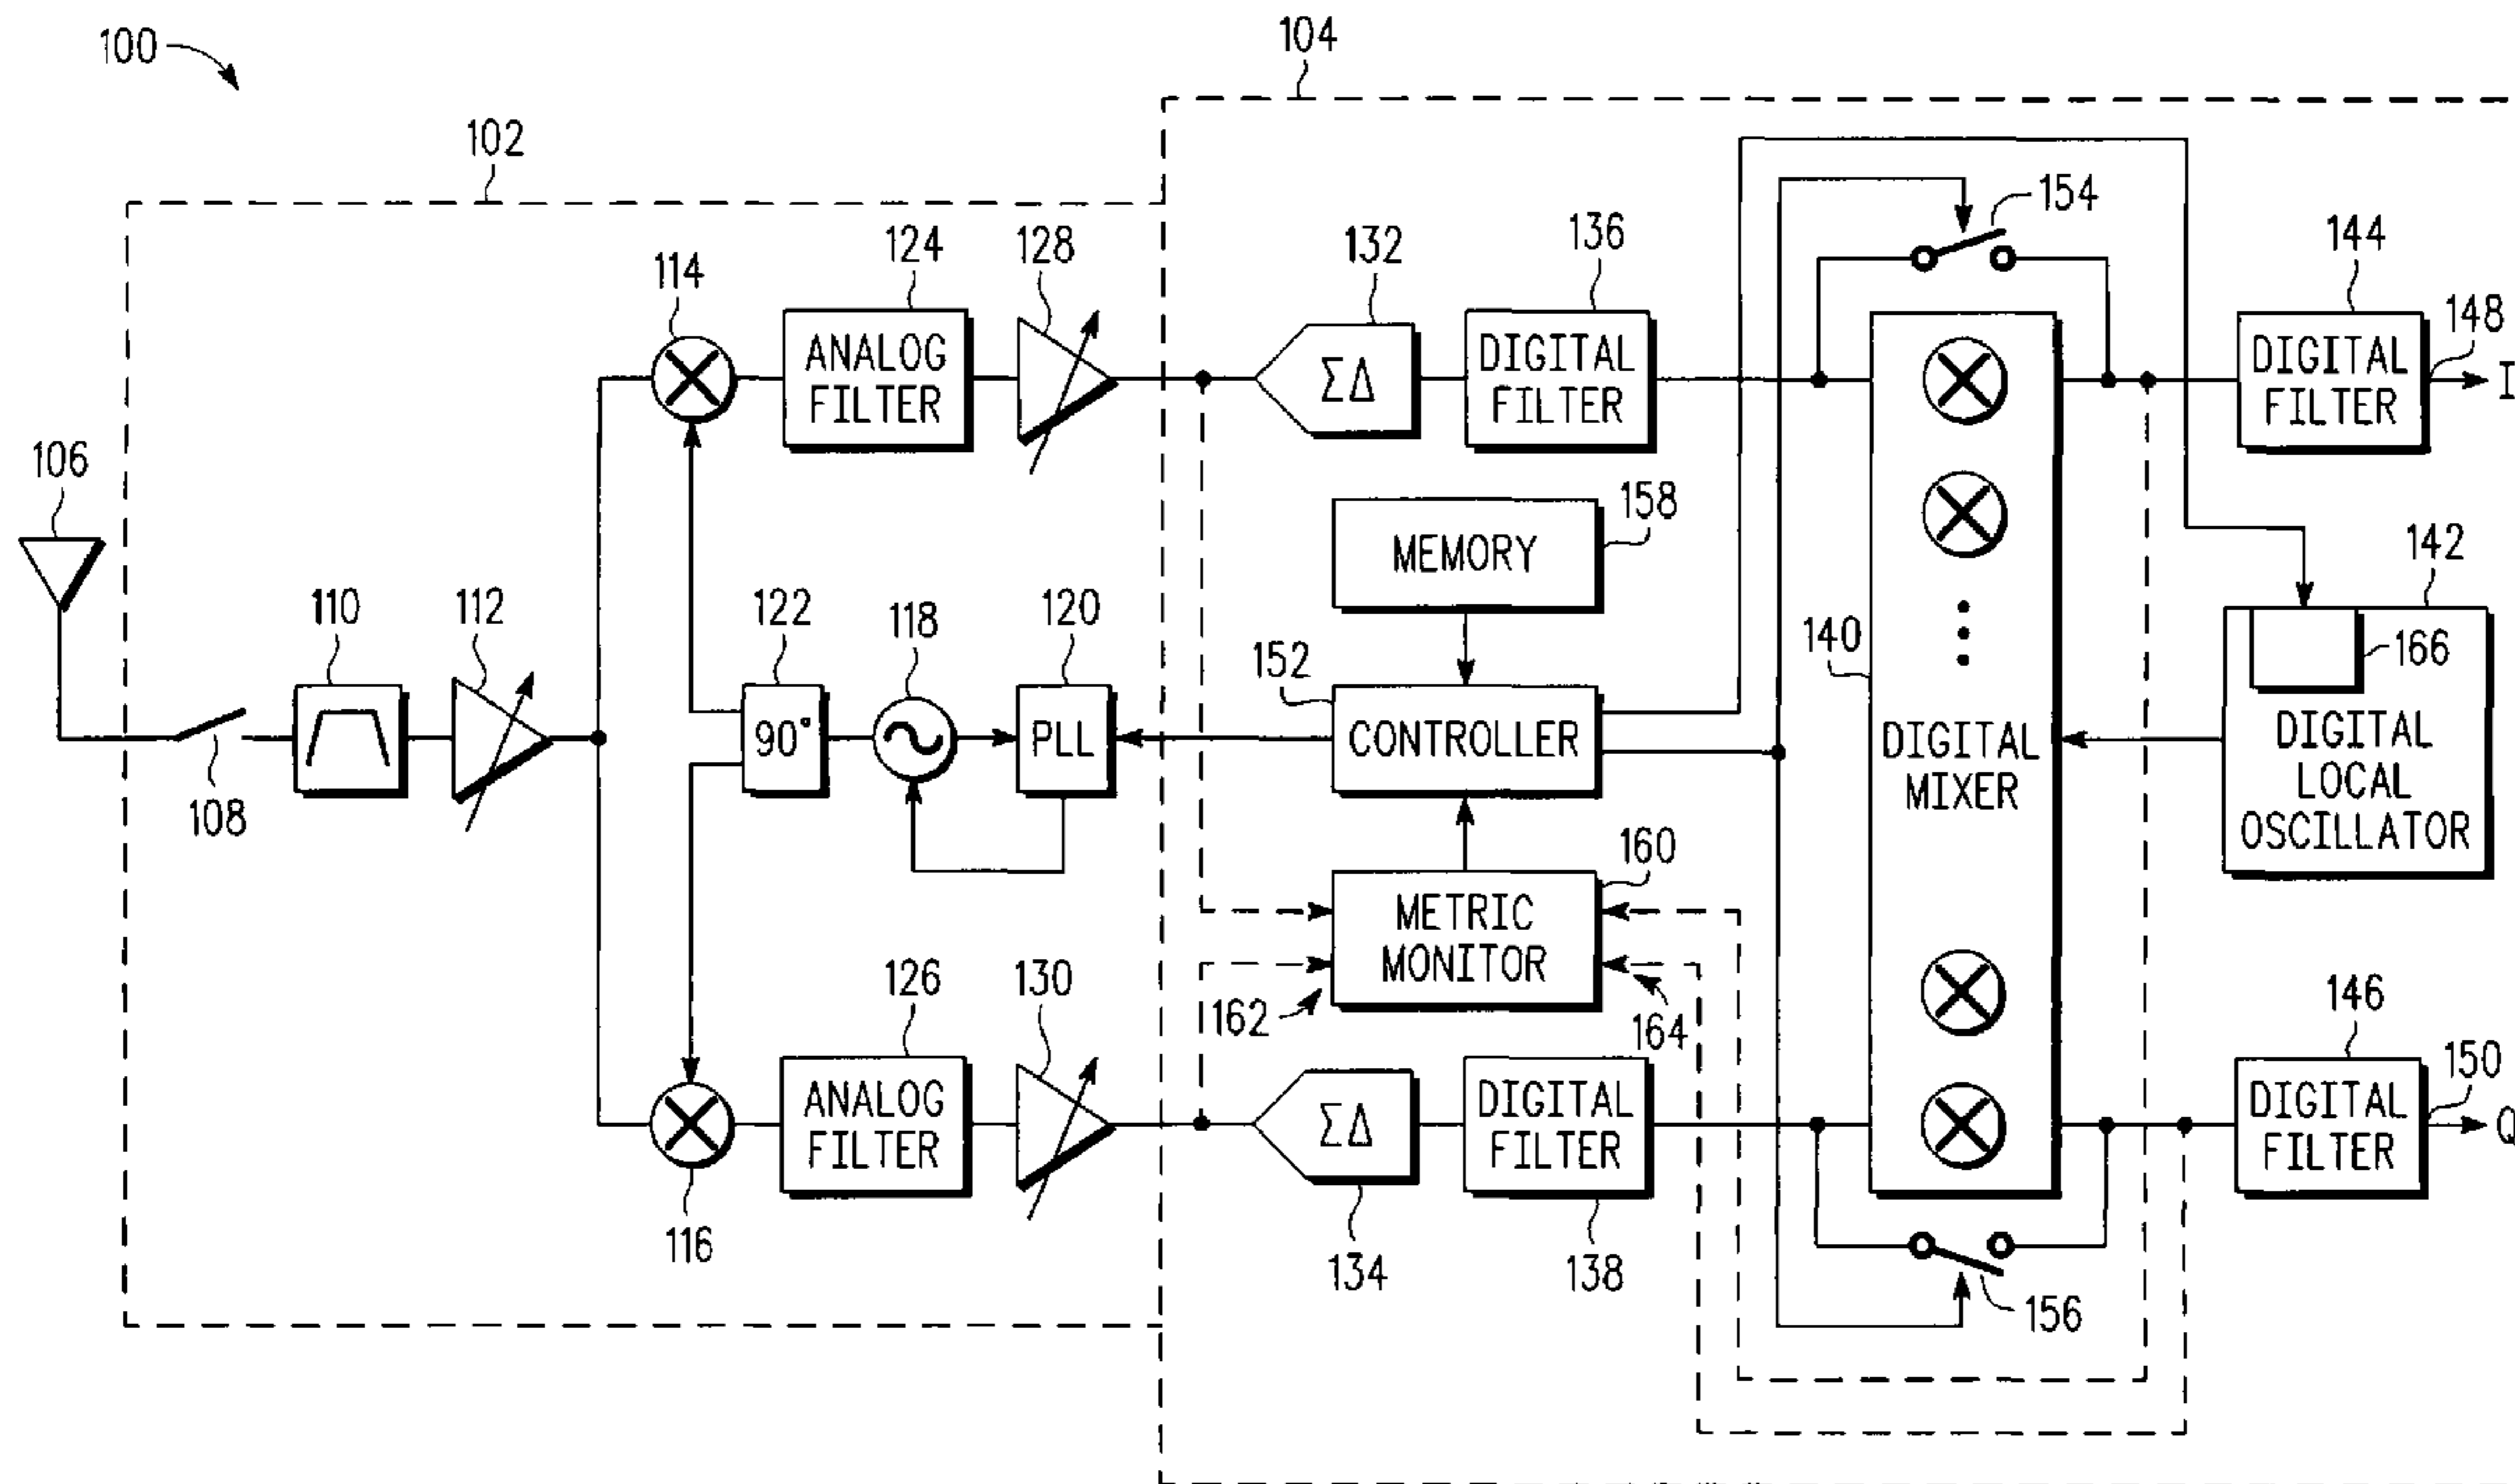 100
104
102
154
124
128
132
136
144
114
148
ANALOG
FILTER
ΣΔ
DIGITAL
FILTER
DIGITAL
FILTER
I
106
158
MEMORY
142
110
112
122
118
120
140
166
152
90°
PLL
CONTROLLER
DIGITAL
MIXER
DIGITAL
LOCAL
OSCILLATOR
108
160
METRIC
MONITOR
126
130
162
164
146
150
ANALOG
FILTER
ΣΔ
DIGITAL
FILTER
DIGITAL
FILTER
Q
116
134
138
156